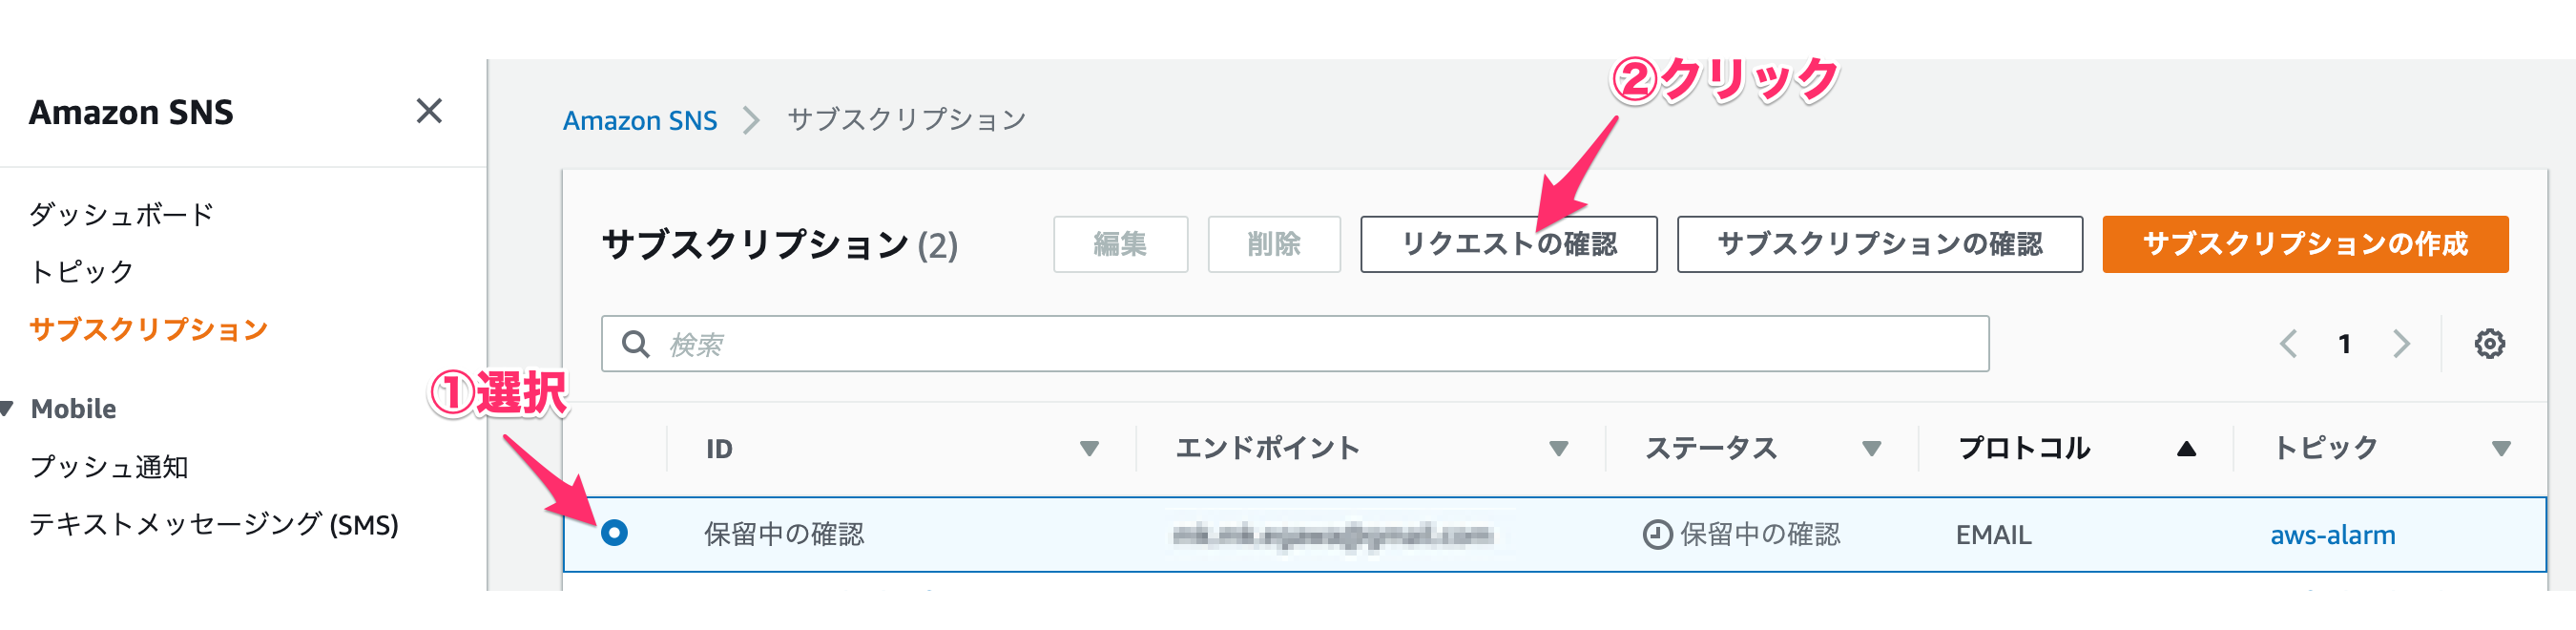 ②クリック
Amazon SNS
Amazon SNS サブスクリプション
ダッシュボード
トピック
サブスクリプション
Mobile
プッシュ通知
テキストメッセージング (SMS)
サブスクリプション (2) 編集 削除 リクエストの確認 サブスクリプションの確認 サブスクリプションの作成
検索 1
①選択
ID エンドポイント ステータス プロトコル トピック
保留中の確認 保留中の確認 EMAIL aws-alarm